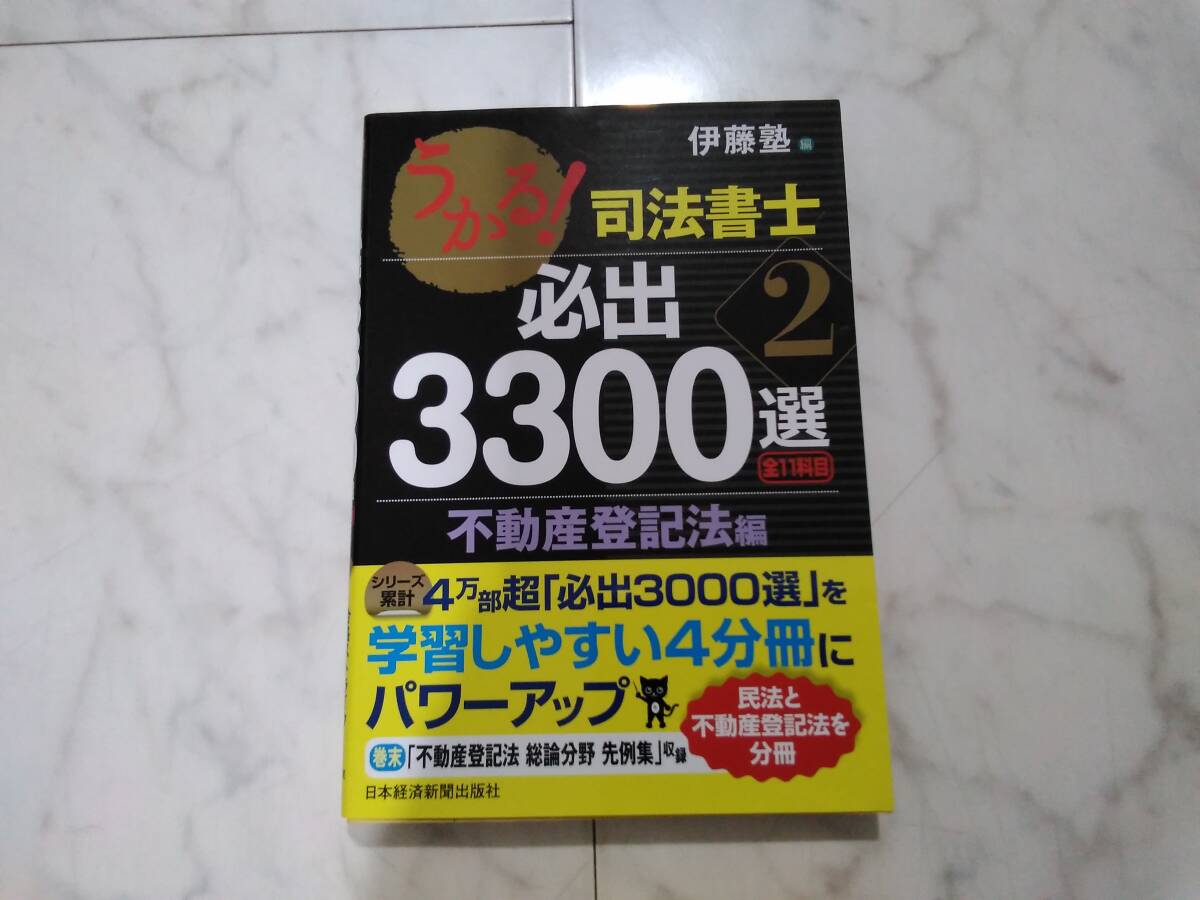 伊藤塾 編
うかる!
司法書士
必出
2
3300選
全11科目
不動産登記法編
シリーズ
累計
4万部超「必出3000選」を
学習しやすい4分冊に
パワーアップ
民法と
不動産登記法を
分冊
巻末「不動産登記法 総論分野 先例集」収録
日本経済新聞出版社